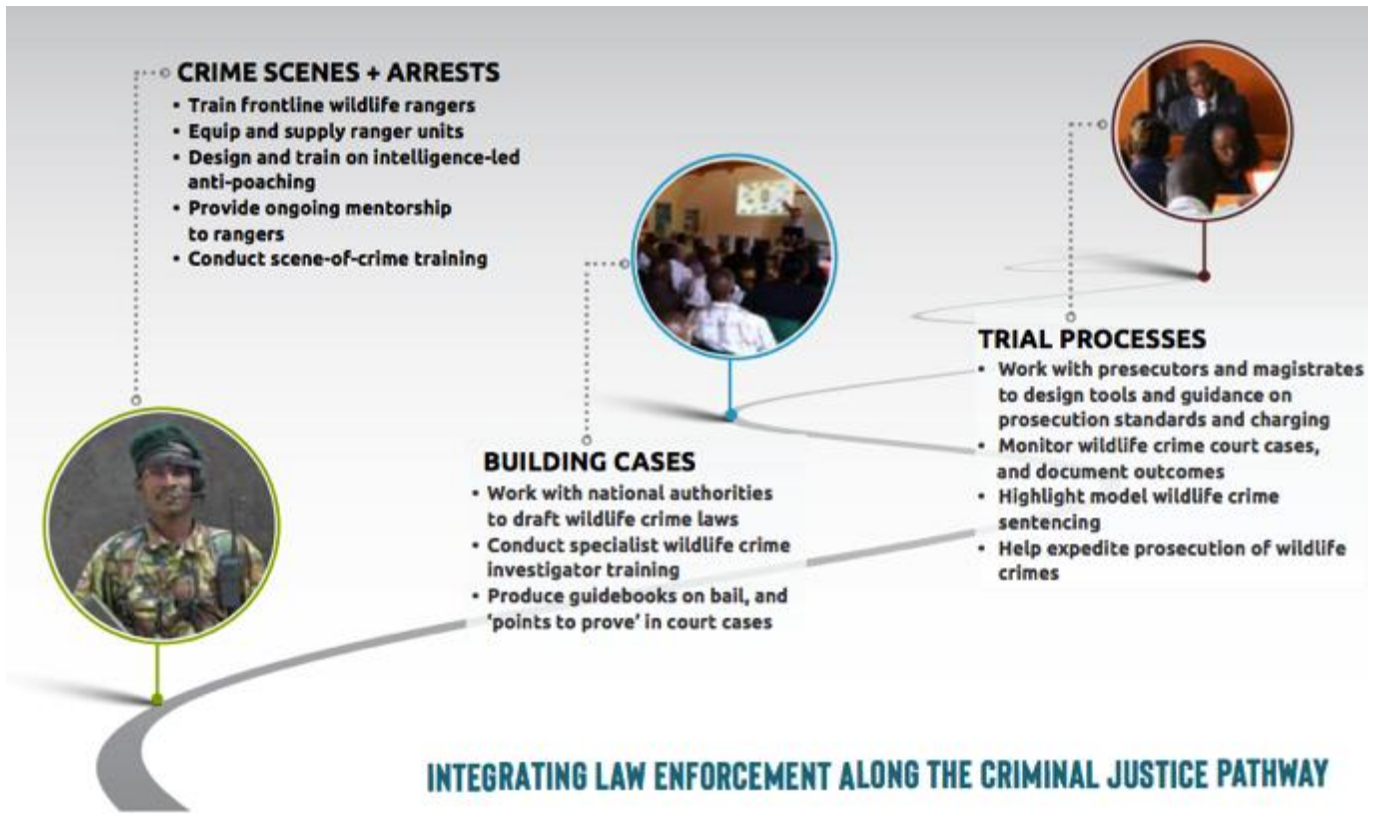 CRIME SCENES + ARRESTS
• Train frontline wildlife rangers
• Equip and supply ranger units
• Design and train on intelligence-led
anti-poaching
• Provide ongoing mentorship
to rangers
• Conduct scene-of-crime training
BUILDING CASES
• Work with national authorities
to draft wildlife crime laws
• Conduct specialist wildlife crime
investigator training
• Produce guidebooks on bail, and
‘points to prove’ in court cases
TRIAL PROCESSES
• Work with presecutors and magistrates
to design tools and guidance on
prosecution standards and charging
• Monitor wildlife crime court cases,
and document outcomes
• Highlight model wildlife crime
sentencing
• Help expedite prosecution of wildlife
crimes
INTEGRATING LAW ENFORCEMENT ALONG THE CRIMINAL JUSTICE PATHWAY